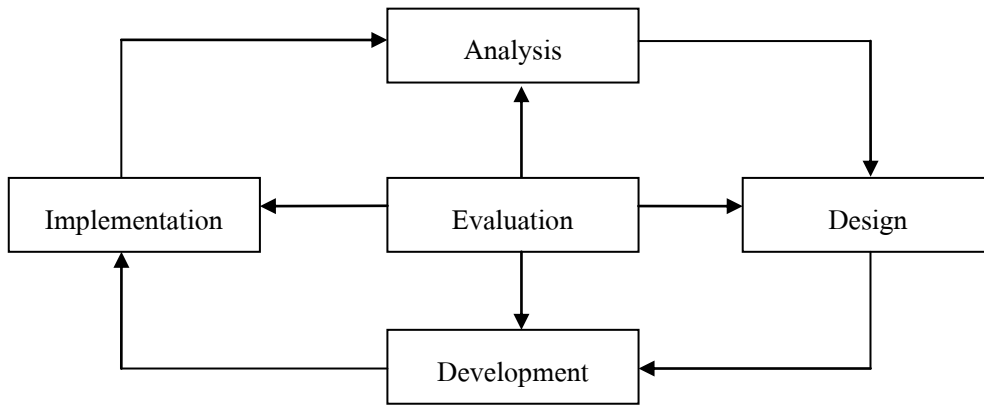 Analysis
Implementation
Evaluation
Design
Development